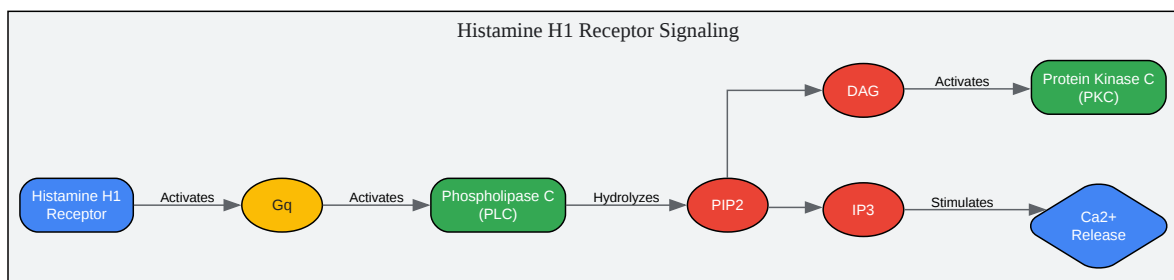 Histamine H1 Receptor Signaling
DAG
Activates
Protein Kinase C
(PKC)
Histamine H1
Receptor
Activates
Gq
Activates
Phospholipase C
(PLC)
Hydrolyzes
PIP2
IP3
Stimulates
Ca2+
Release